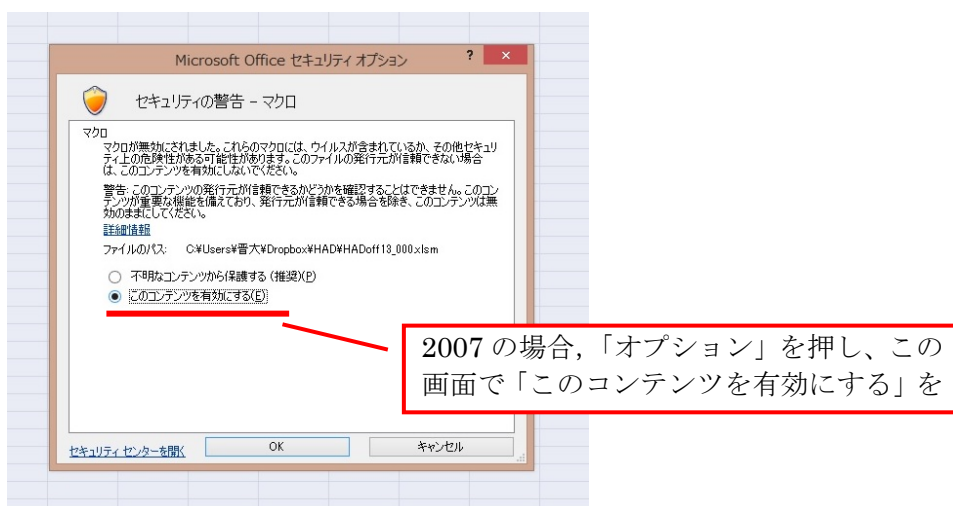 Microsoft Office セキュリティ オプション
? ×
セキュリティの警告 - マクロ
マクロ
マクロが無効にされました。これらのマクロには、ウイルスが含まれているか、その他セキュリ
ティ上の危険性がある可能性があります。このファイルの発行元が信頼できない場合
は、このコンテンツを有効にしないでください。
警告: このコンテンツの発行元が信頼できるかどうかを確認することはできません。このコン
テンツが重要な機能を備えており、発行元が信頼できる場合を除き、このコンテンツは無
効のままにしてください。
詳細情報
ファイルのパス: C:¥Users¥晋大¥Dropbox¥HAD¥HADoff13_000.xlsm
不明なコンテンツから保護する (推奨)(P)
このコンテンツを有効にする(E)
2007 の場合,「オプション」を押し、この
画面で「このコンテンツを有効にする」を
セキュリティ センターを開く OK キャンセル